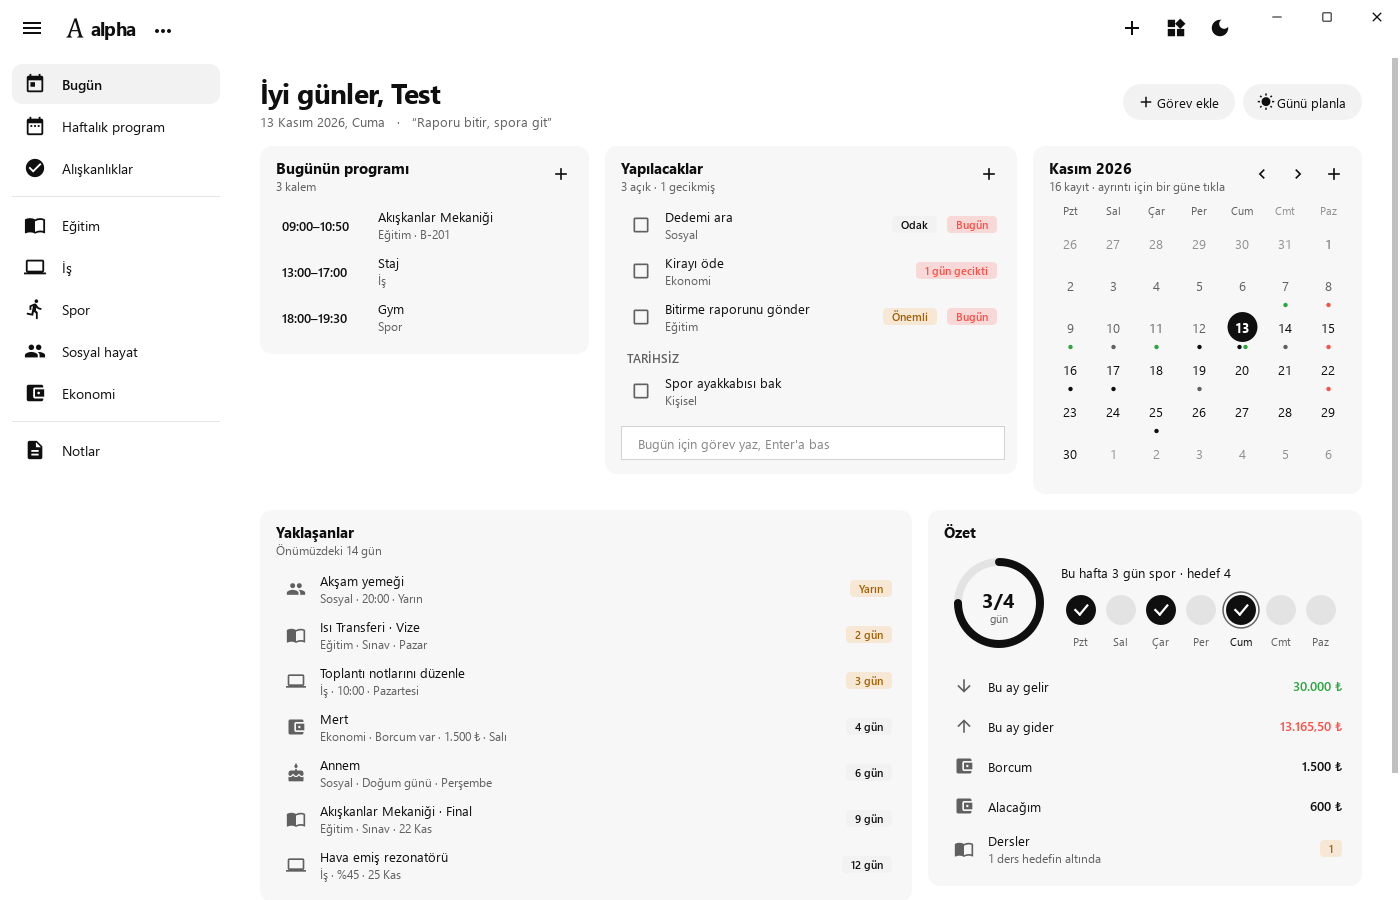 A alpha
Bugün
Haftalık program
Alışkanlıklar
Eğitim
İş
Spor
Sosyal hayat
Ekonomi
Notlar
İyi günler, Test
13 Kasım 2026, Cuma · "Raporu bitir, spora git"
Görev ekle
Günü planla
Bugünün programı
3 kalem
09:00–10:50 Akışkanlar Mekaniği
Eğitim · B-201
13:00–17:00 Staj
İş
18:00–19:30 Gym
Spor
Yapılacaklar
3 açık · 1 gecikmiş
Dedemi ara Odak Bugün
Sosyal
Kirayı öde 1 gün gecikti
Ekonomi
Bitirme raporunu gönder Önemli Bugün
Eğitim
TARİHSİZ
Spor ayakkabısı bak
Kişisel
Bugün için görev yaz, Enter'a bas
Kasım 2026
16 kayıt · ayrıntı için bir güne tıkla
Pzt Sal Çar Per Cum Cmt Paz
26 27 28 29 30 31 1
2 3 4 5 6 7 8
9 10 11 12 13 14 15
16 17 18 19 20 21 22
23 24 25 26 27 28 29
30 1 2 3 4 5 6
Yaklaşanlar
Önümüzdeki 14 gün
Akşam yemeği Yarın
Sosyal · 20:00 · Yarın
Isı Transferi · Vize 2 gün
Eğitim · Sınav · Pazar
Toplantı notlarını düzenle 3 gün
İş · 10:00 · Pazartesi
Mert 4 gün
Ekonomi · Borcum var · 1.500 ₺ · Salı
Annem 6 gün
Sosyal · Doğum günü · Perşembe
Akışkanlar Mekaniği · Final 9 gün
Eğitim · Sınav · 22 Kas
Hava emiş rezonatörü 12 gün
İş · %45 · 25 Kas
Özet
3/4
gün
Bu hafta 3 gün spor · hedef 4
Pzt Sal Çar Per Cum Cmt Paz
Bu ay gelir 30.000 ₺
Bu ay gider 13.165,50 ₺
Borcum 1.500 ₺
Alacağım 600 ₺
Dersler 1
1 ders hedefin altında